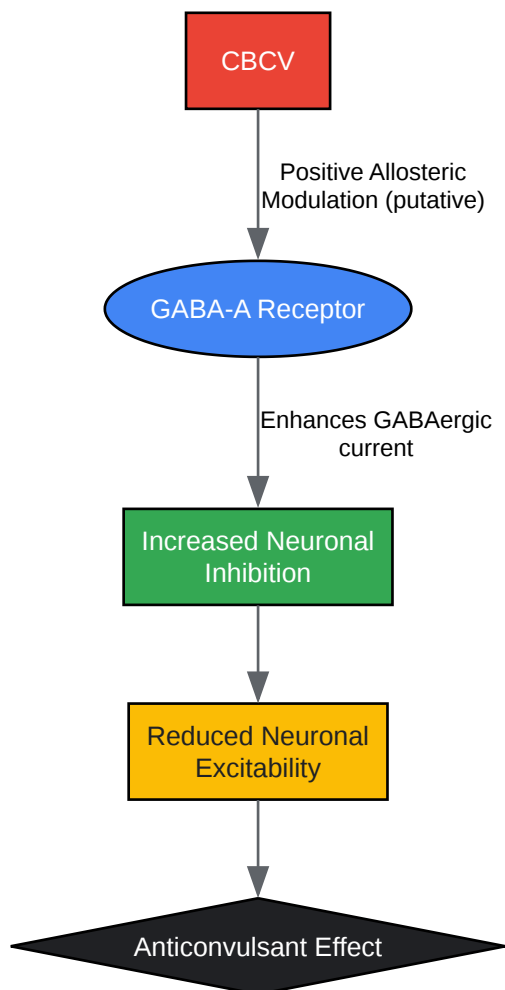 CBCV
Positive Allosteric
Modulation (putative)
GABA-A Receptor
Enhances GABAergic
current
Increased Neuronal
Inhibition
Reduced Neuronal
Excitability
Anticonvulsant Effect